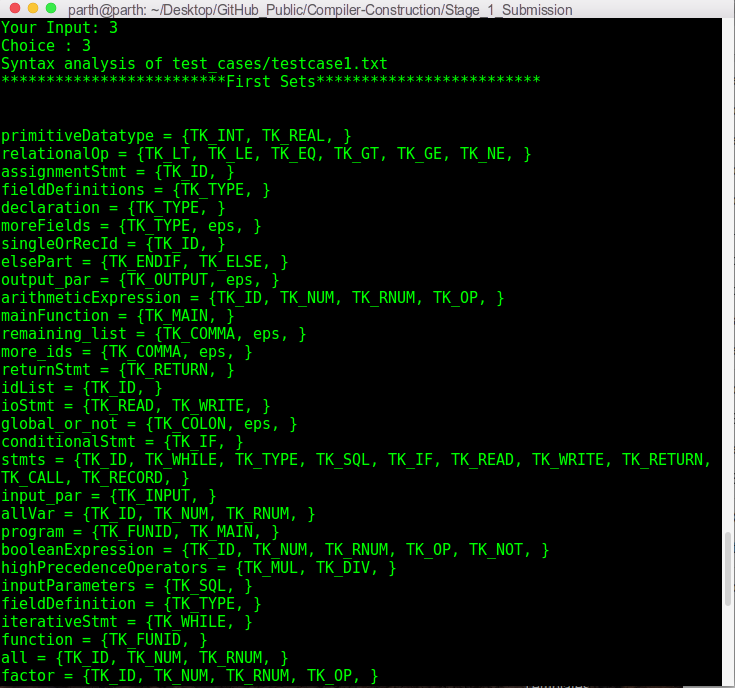 parth@parth: ~/Desktop/GitHub_Public/Compiler-Construction/Stage_1_Submission
Your Input: 3
Choice : 3
Syntax analysis of test_cases/testcase1.txt
*************************First Sets*************************
primitiveDatatype = {TK_INT, TK_REAL, }
relationalOp = {TK_LT, TK_LE, TK_EQ, TK_GT, TK_GE, TK_NE, }
assignmentStmt = {TK_ID, }
fieldDefinitions = {TK_TYPE, }
declaration = {TK_TYPE, }
moreFields = {TK_TYPE, eps, }
singleOrRecId = {TK_ID, }
elsePart = {TK_ENDIF, TK_ELSE, }
output_par = {TK_OUTPUT, eps, }
arithmeticExpression = {TK_ID, TK_NUM, TK_RNUM, TK_OP, }
mainFunction = {TK_MAIN, }
remaining_list = {TK_COMMA, eps, }
more_ids = {TK_COMMA, eps, }
returnStmt = {TK_RETURN, }
idList = {TK_ID, }
ioStmt = {TK_READ, TK_WRITE, }
global_or_not = {TK_COLON, eps, }
conditionalStmt = {TK_IF, }
stmts = {TK_ID, TK_WHILE, TK_TYPE, TK_SQL, TK_IF, TK_READ, TK_WRITE, TK_RETURN,
TK_CALL, TK_RECORD, }
input_par = {TK_INPUT, }
allVar = {TK_ID, TK_NUM, TK_RNUM, }
program = {TK_FUNID, TK_MAIN, }
booleanExpression = {TK_ID, TK_NUM, TK_RNUM, TK_OP, TK_NOT, }
highPrecedenceOperators = {TK_MUL, TK_DIV, }
inputParameters = {TK_SQL, }
fieldDefinition = {TK_TYPE, }
iterativeStmt = {TK_WHILE, }
function = {TK_FUNID, }
all = {TK_ID, TK_NUM, TK_RNUM, }
factor = {TK_ID, TK_NUM, TK_RNUM, TK_OP, }